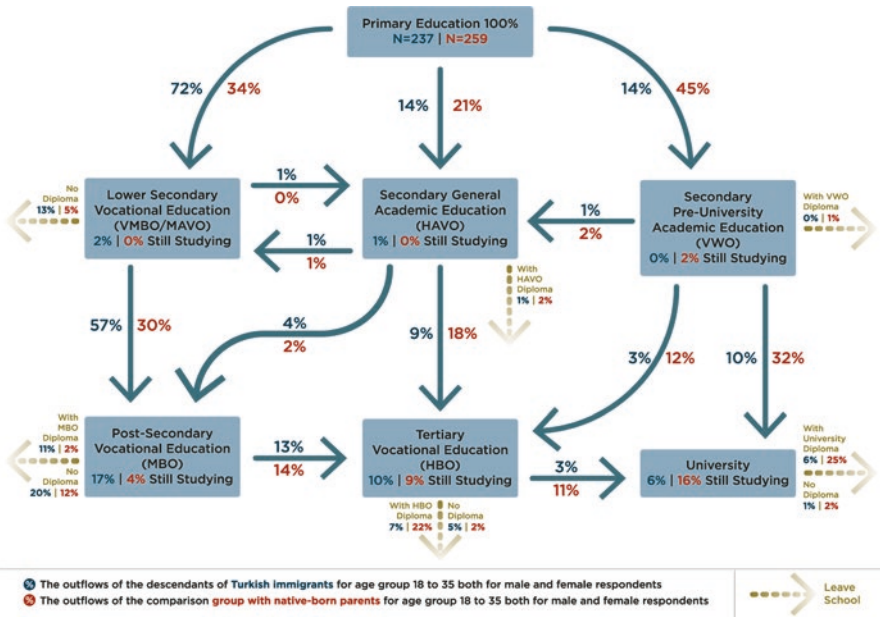 Primary Education 100%
N=237 | N=259
72% 34%
14% 21%
14% 45%
No
Diploma
13% | 5%
Lower Secondary
Vocational Education
(VMBO/MAVO)
2% | 0% Still Studying
1%
0%
1%
1%
Secondary General
Academic Education
(HAVO)
1% | 0% Still Studying
1%
2%
Secondary
Pre-University
Academic Education
(VWO)
0% | 2% Still Studying
With VWO
Diploma
0% | 1%
With
HAVO
Diploma
1% | 2%
57% 30%
4%
2%
9% 18%
3% 12%
10% 32%
With
MBO
Diploma
11% | 2%
No
Diploma
20% | 12%
Post-Secondary
Vocational Education
(MBO)
17% | 4% Still Studying
13%
14%
Tertiary
Vocational Education
(HBO)
10% | 9% Still Studying
3%
11%
University
6% | 16% Still Studying
With
University
Diploma
6% | 25%
No
Diploma
1% | 2%
With HBO
Diploma
7% | 22%
No
Diploma
5% | 2%
% The outflows of the descendants of Turkish immigrants for age group 18 to 35 both for male and female respondents
% The outflows of the comparison group with native-born parents for age group 18 to 35 both for male and female respondents
Leave
School